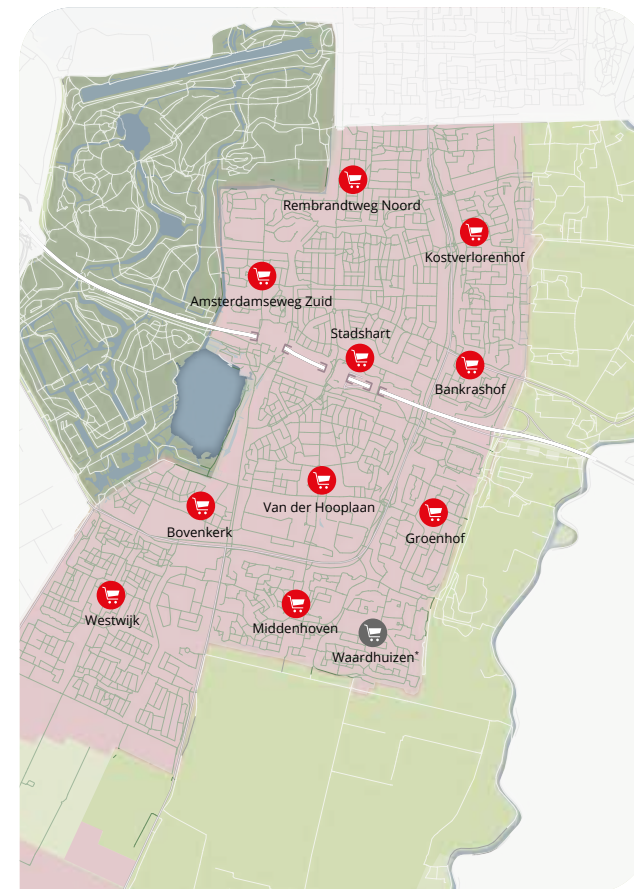 Rembrandtweg Noord
Kostverlorenhof
Amsterdamseweg Zuid
Stadshart
Bankrashof
Van der Hooplaan
Bovenkerk
Groenhof
Westwijk
Middenhoven
Waardhuizen*